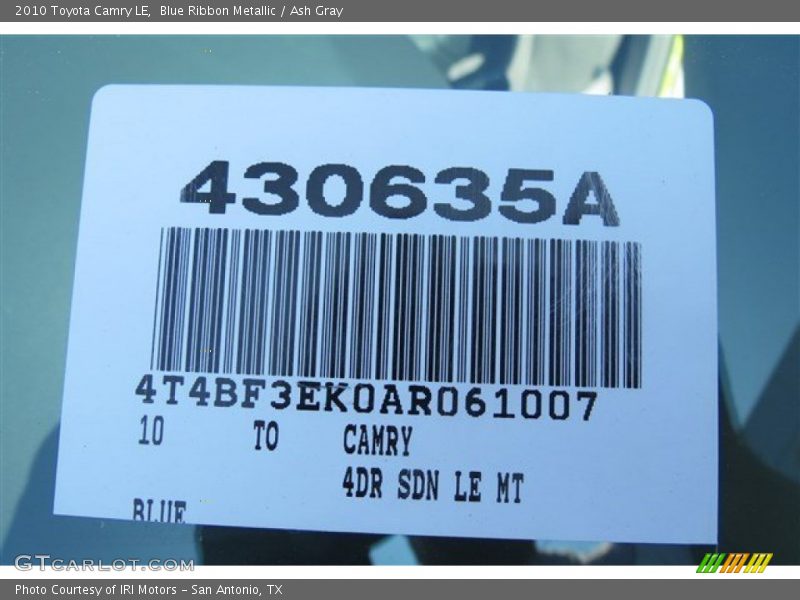 2010 Toyota Camry LE, Blue Ribbon Metallic / Ash Gray
430635A
4T4BF3EK0AR061007
10 TO CAMRY
4DR SDN LE MT
BLUE
GTCARLOT.COM
Photo Courtesy of IRI Motors - San Antonio, TX